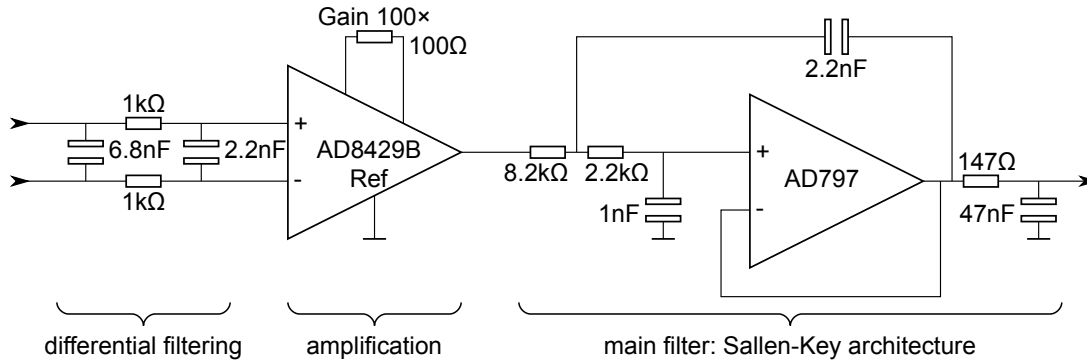 Gain 100×
100Ω
2.2nF
1kΩ
6.8nF
2.2nF
1kΩ
+
-
AD8429B
Ref
8.2kΩ
2.2kΩ
1nF
+
-
AD797
147Ω
47nF
differential filtering
amplification
main filter: Sallen-Key architecture